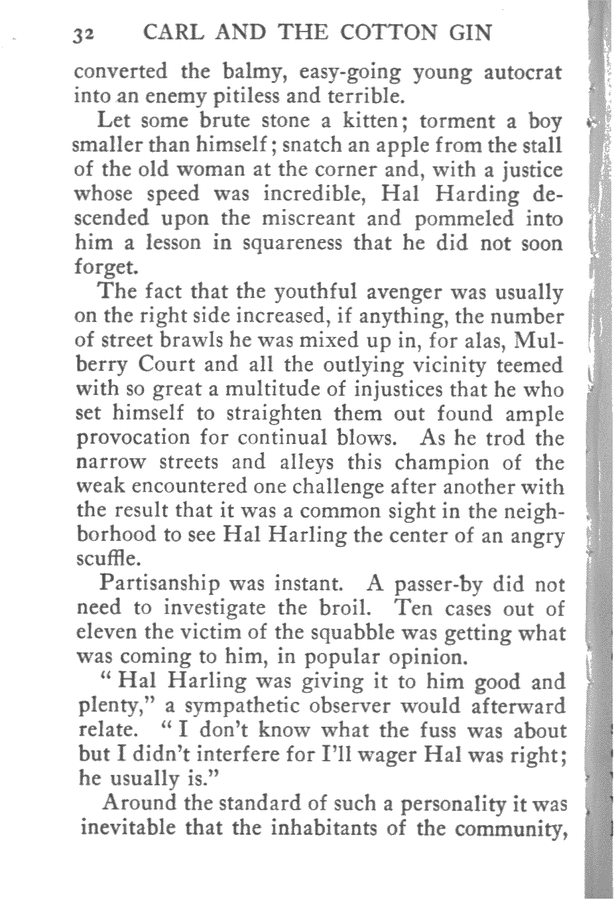 32 CARL AND THE COTTON GIN
converted the balmy, easy-going young autocrat
into an enemy pitiless and terrible.
Let some brute stone a kitten; torment a boy
smaller than himself; snatch an apple from the stall
of the old woman at the corner and, with a justice
whose speed was incredible, Hal Harding de-
scended upon the miscreant and pommeled into
him a lesson in squareness that he did not soon
forget.
The fact that the youthful avenger was usually
on the right side increased, if anything, the number
of street brawls he was mixed up in, for alas, Mul-
berry Court and all the outlying vicinity teemed
with so great a multitude of injustices that he who
set himself to straighten them out found ample
provocation for continual blows. As he trod the
narrow streets and alleys this champion of the
weak encountered one challenge after another with
the result that it was a common sight in the neigh-
borhood to see Hal Harling the center of an angry
scuffle.
Partisanship was instant. A passer-by did not
need to investigate the broil. Ten cases out of
eleven the victim of the squabble was getting what
was coming to him, in popular opinion.
“ Hal Harling was giving it to him good and
plenty,” a sympathetic observer would afterward
relate. “ I don’t know what the fuss was about
but I didn’t interfere for I’ll wager Hal was right;
he usually is.”
Around the standard of such a personality it was
inevitable that the inhabitants of the community,